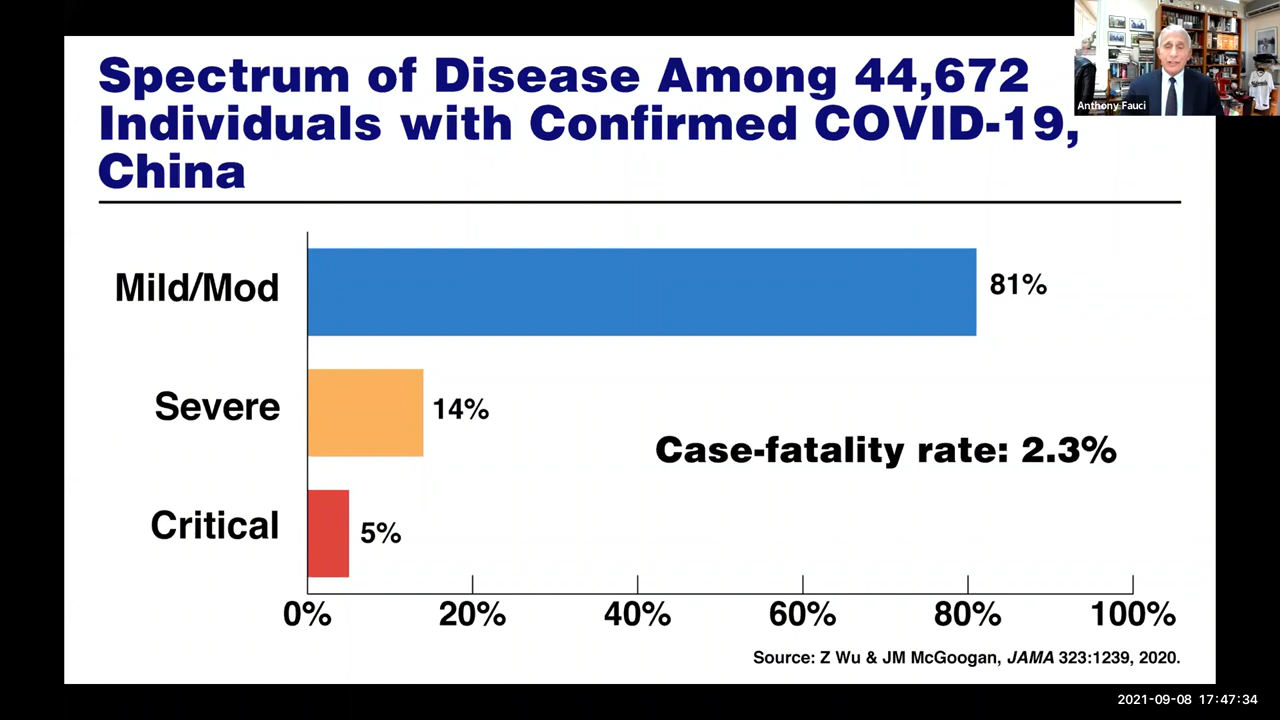 Spectrum of Disease Among 44,672
Individuals with Confirmed COVID-19,
China
Anthony Fauci
Mild/Mod
81%
Severe
14%
Case-fatality rate: 2.3%
Critical
5%
0% 20% 40% 60% 80% 100%
Source: Z Wu & JM McGoogan, JAMA 323:1239, 2020.
2021-09-08 17:47:34